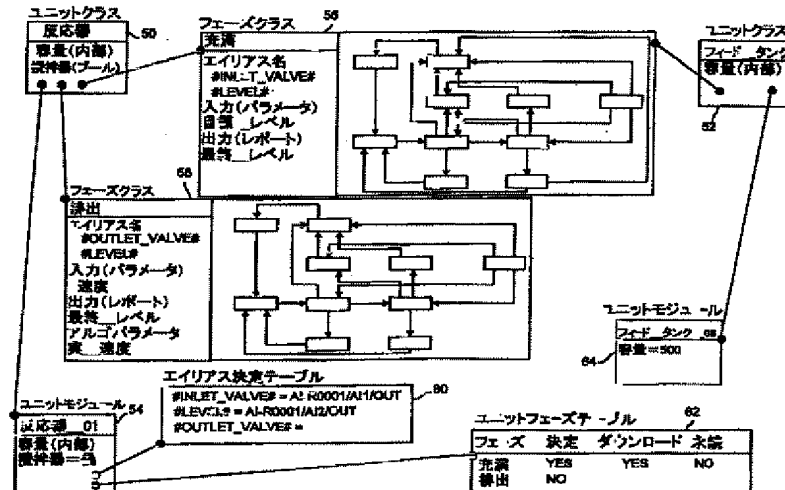 ユニットクラス
反応器
容量(内部)
攪拌器(ブール)
50
フェーズクラス
56
充満
エイリアス名
#INLET_VALVE#
#LEVEL#
入力(パラメータ)
目標_レベル
出力(レポート)
最終_レベル
ユニットクラス
フィード_タンク
容量(内部)
52
フェーズクラス
58
排出
エイリアス名
#OUTLET_VALVE#
#LEVEL#
入力(パラメータ)
速度
出力(レポート)
最終_レベル
アルゴパラメータ
実_速度
ユニットモジュール
フィード_タンク
容量=500
64
エイリアス決定テーブル
#INLET_VALVE# = AI-R0001/AI1/OUT
#LEVEL# = AI-R0001/AI2/OUT
#OUTLET_VALVE# =
60
ユニットモジュール
54
反応器_01
容量(内部)
攪拌器=
ユニットフェーズテーブル
62
フェーズ 決定 ダウンロード 永続
充満 YES YES NO
排出 NO